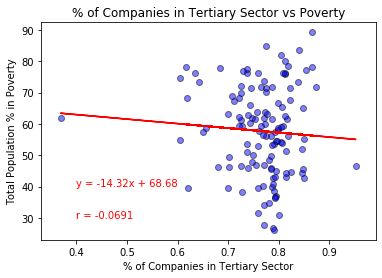 % of Companies in Tertiary Sector vs Poverty
Total Population % in Poverty
90
80
70
60
50
40
30
y = -14.32x + 68.68
r = -0.0691
0.4 0.5 0.6 0.7 0.8 0.9
% of Companies in Tertiary Sector